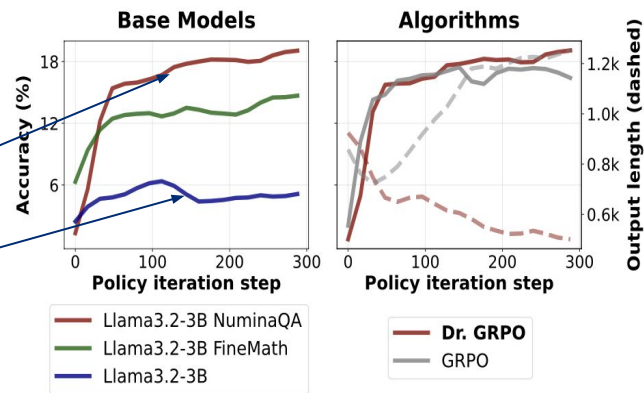 Base Models
Algorithms
Accuracy (%)
18
12
6
0
100
200
300
Policy iteration step
0
100
200
300
Policy iteration step
1.2k
1.0k
0.8k
0.6k
Output length (dashed)
Llama3.2-3B NuminaQA
Llama3.2-3B FineMath
Llama3.2-3B
Dr. GRPO
GRPO